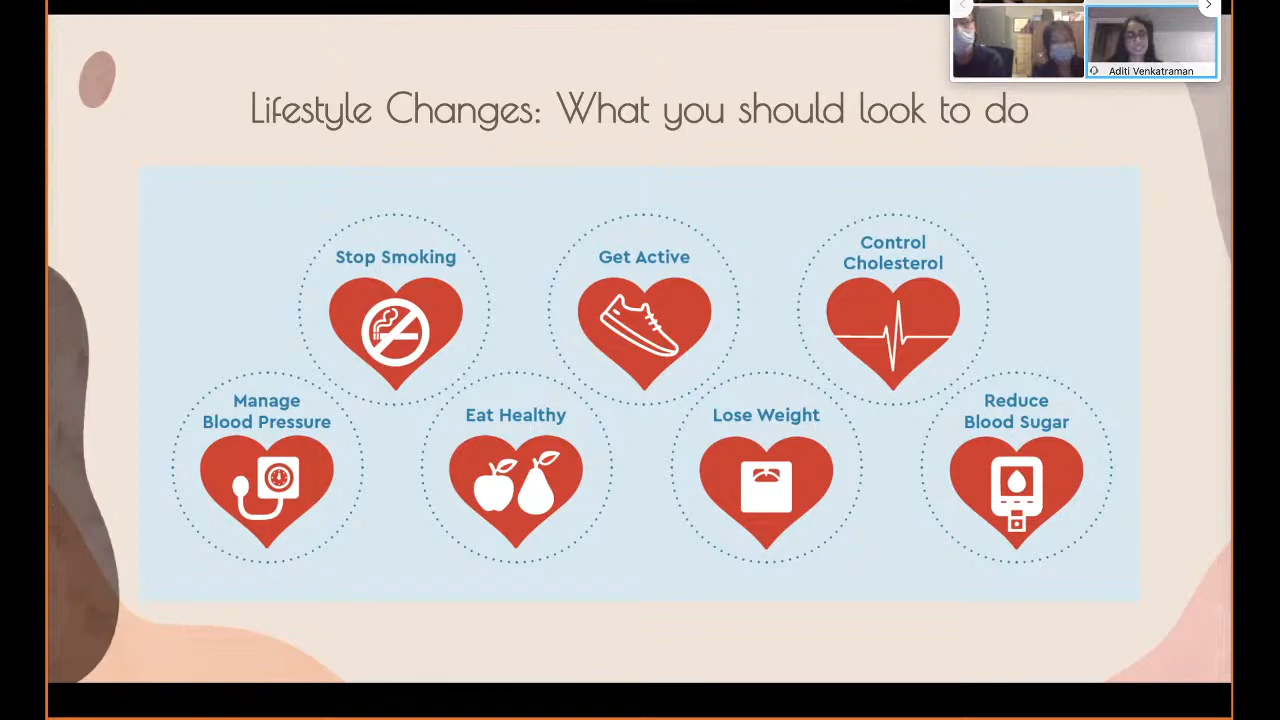 Aditi Venkatraman
Lifestyle Changes: What you should look to do
Stop Smoking
Get Active
Control
Cholesterol
Manage
Blood Pressure
Eat Healthy
Lose Weight
Reduce
Blood Sugar